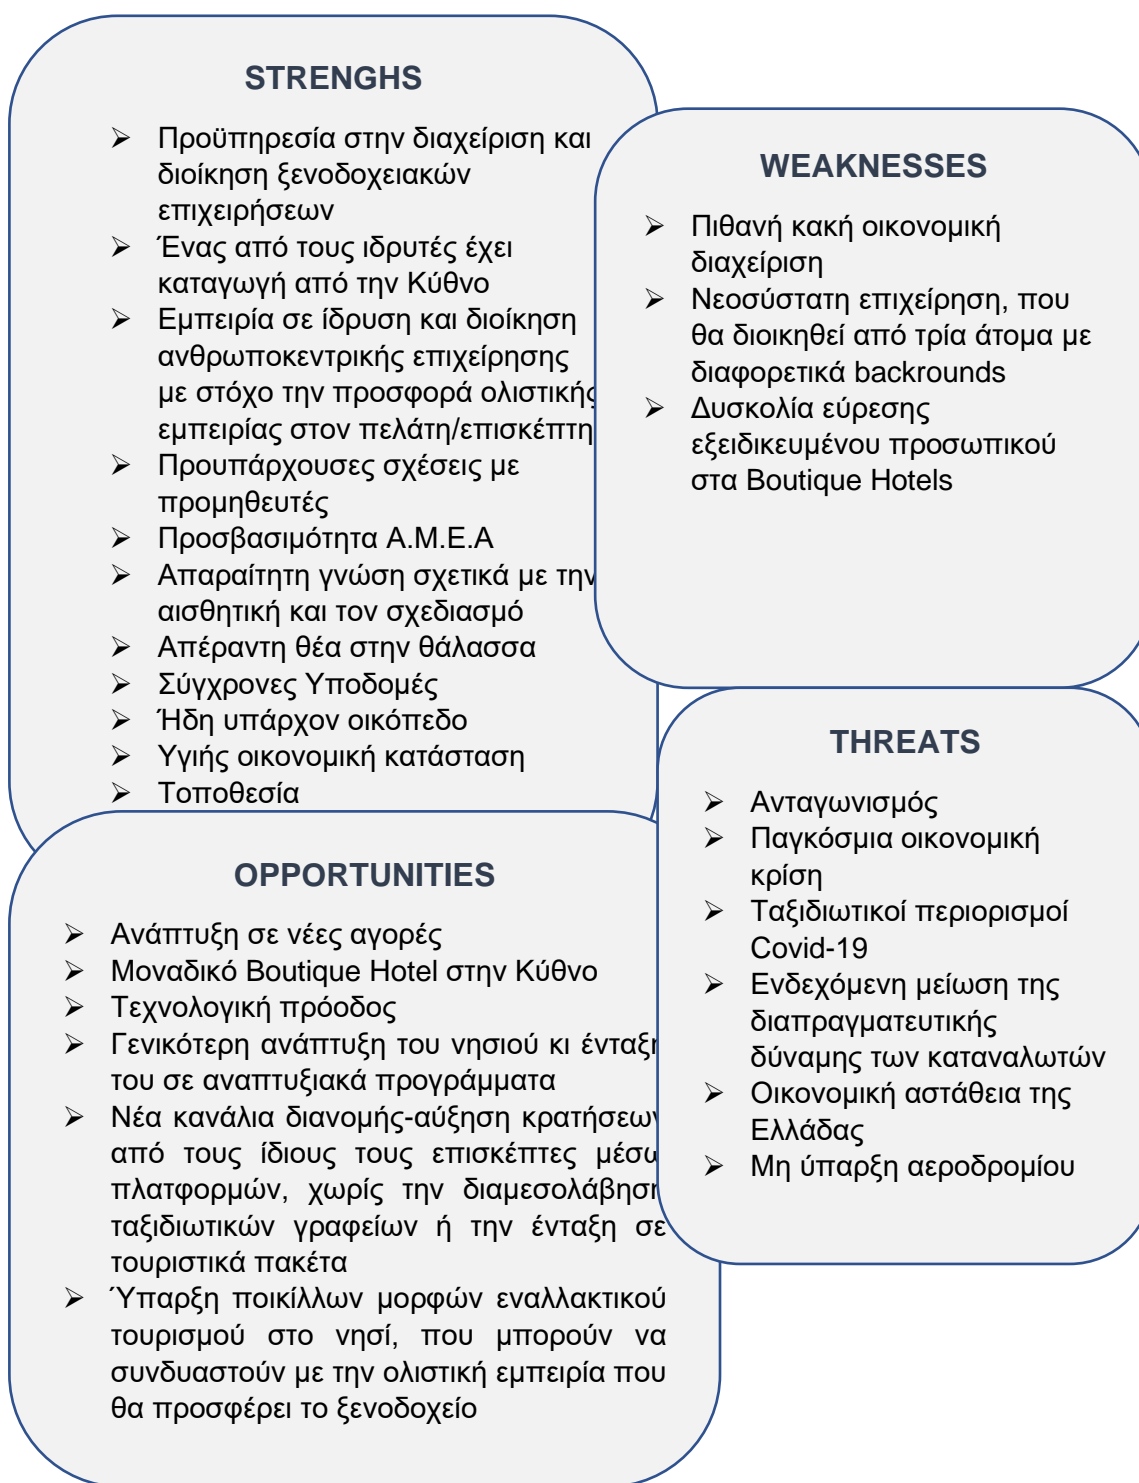 STRENGHS
➢ Προϋπηρεσία στην διαχείριση και
διοίκηση ξενοδοχειακών
επιχειρήσεων
➢ Ένας από τους ιδρυτές έχει
καταγωγή από την Κύθνο
➢ Εμπειρία σε ίδρυση και διοίκηση
ανθρωποκεντρικής επιχείρησης
με στόχο την προσφορά ολιστικής
εμπειρίας στον πελάτη/επισκέπτη
➢ Προυπάρχουσες σχέσεις με
προμηθευτές
➢ Προσβασιμότητα Α.Μ.Ε.Α
➢ Απαραίτητη γνώση σχετικά με την
αισθητική και τον σχεδιασμό
➢ Απέραντη θέα στην θάλασσα
➢ Σύγχρονες Υποδομές
➢ Ήδη υπάρχον οικόπεδο
➢ Υγιής οικονομική κατάσταση
➢ Τοποθεσία
WEAKNESSES
➢ Πιθανή κακή οικονομική
διαχείριση
➢ Νεοσύστατη επιχείρηση, που
θα διοικηθεί από τρία άτομα με
διαφορετικά backrounds
➢ Δυσκολία εύρεσης
εξειδικευμένου προσωπικού
στα Boutique Hotels
OPPORTUNITIES
➢ Ανάπτυξη σε νέες αγορές
➢ Μοναδικό Boutique Hotel στην Κύθνο
➢ Τεχνολογική πρόοδος
➢ Γενικότερη ανάπτυξη του νησιού κι ένταξη
του σε αναπτυξιακά προγράμματα
➢ Νέα κανάλια διανομής-αύξηση κρατήσεων
από τους ίδιους τους επισκέπτες μέσω
πλατφορμών, χωρίς την διαμεσολάβηση
ταξιδιωτικών γραφείων ή την ένταξη σε
τουριστικά πακέτα
➢ Ύπαρξη ποικίλλων μορφών εναλλακτικού
τουρισμού στο νησί, που μπορούν να
συνδυαστούν με την ολιστική εμπειρία που
θα προσφέρει το ξενοδοχείο
THREATS
➢ Ανταγωνισμός
➢ Παγκόσμια οικονομική
κρίση
➢ Ταξιδιωτικοί περιορισμοί
Covid-19
➢ Ενδεχόμενη μείωση της
διαπραγματευτικής
δύναμης των καταναλωτών
➢ Οικονομική αστάθεια της
Ελλάδας
➢ Μη ύπαρξη αεροδρομίου